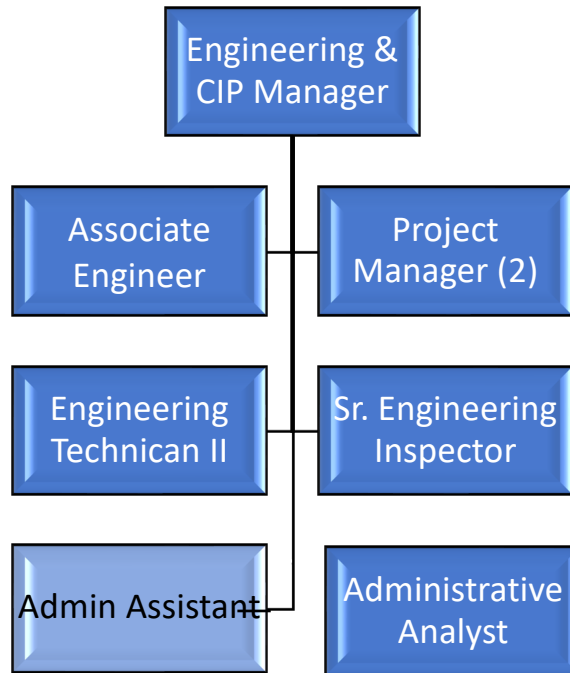 Engineering &
CIP Manager
Associate
Engineer
Project
Manager (2)
Engineering
Technican II
Sr. Engineering
Inspector
Admin Assistant
Administrative
Analyst